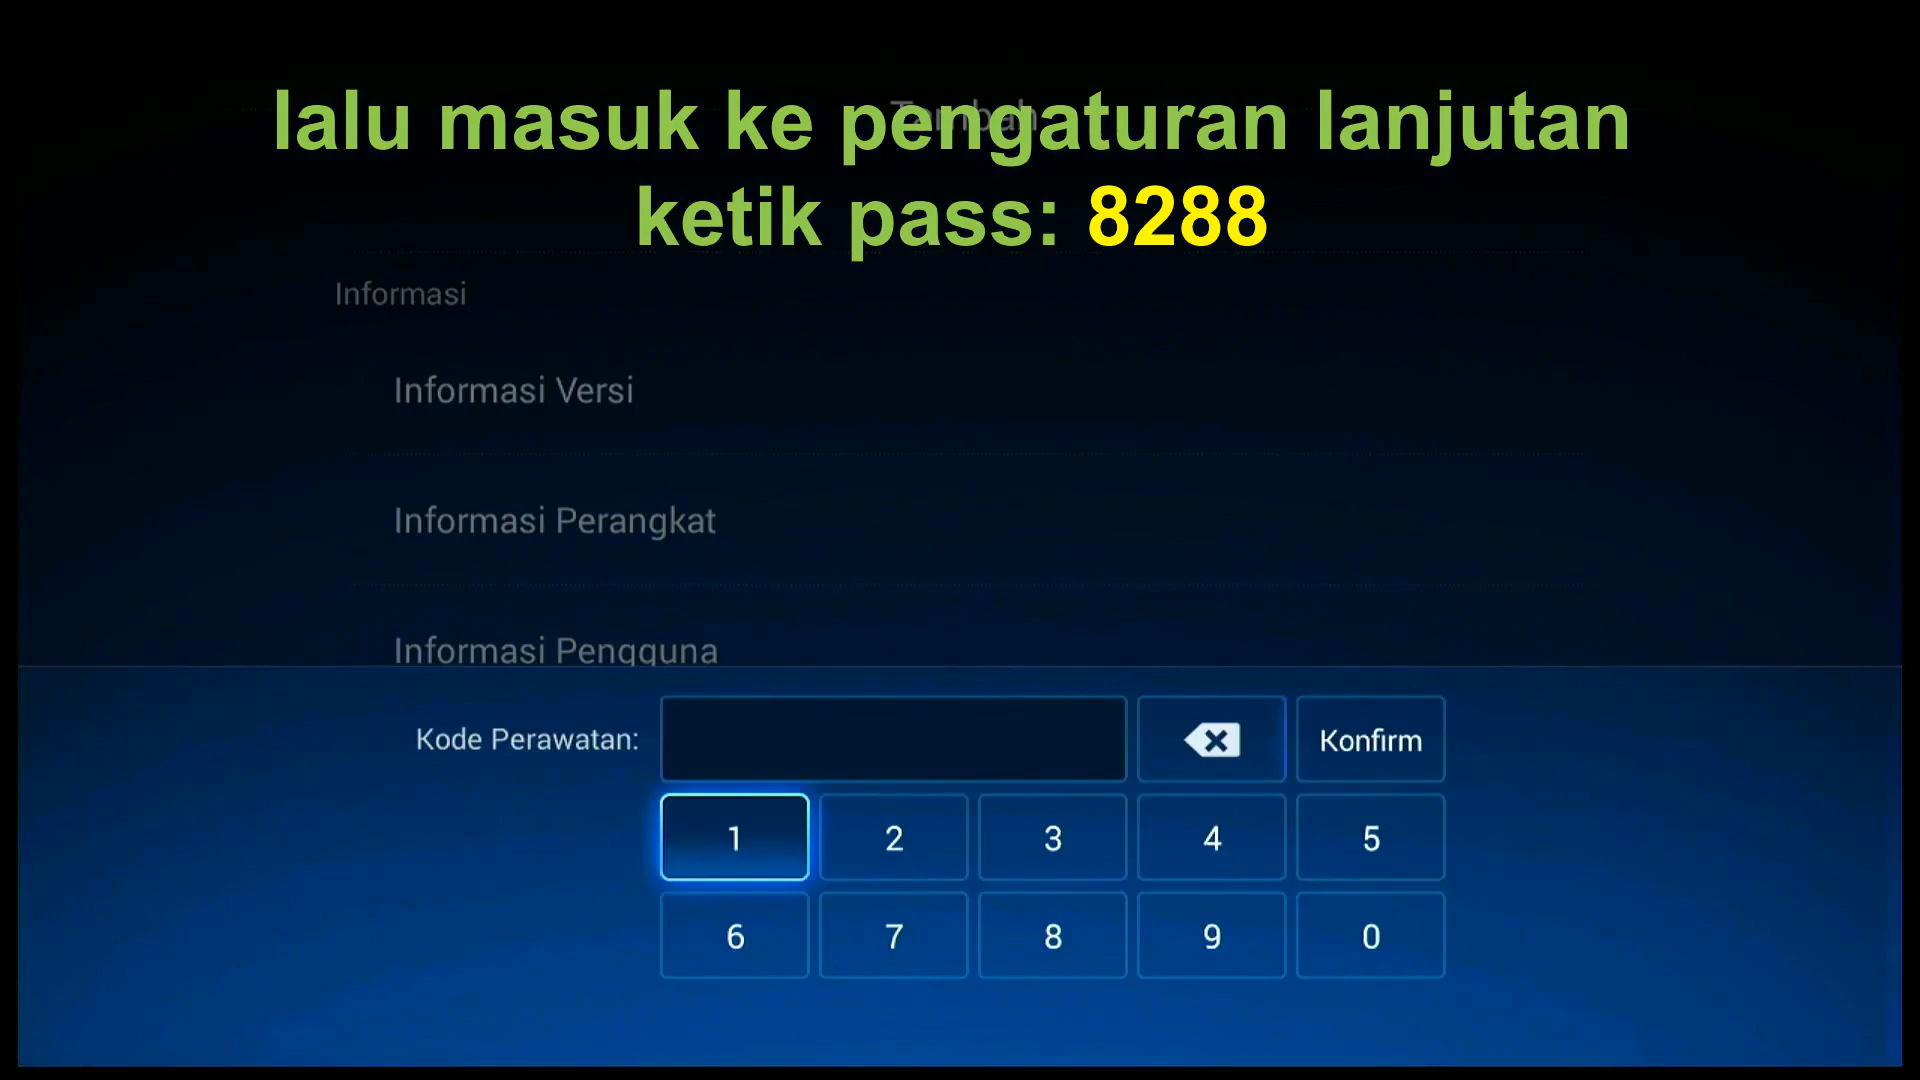 lalu masuk ke pengaturan lanjutan
ketik pass: 8288
Informasi
Informasi Versi
Informasi Perangkat
Informasi Pengguna
Kode Perawatan:
Konfirm
1 2 3 4 5
6 7 8 9 0